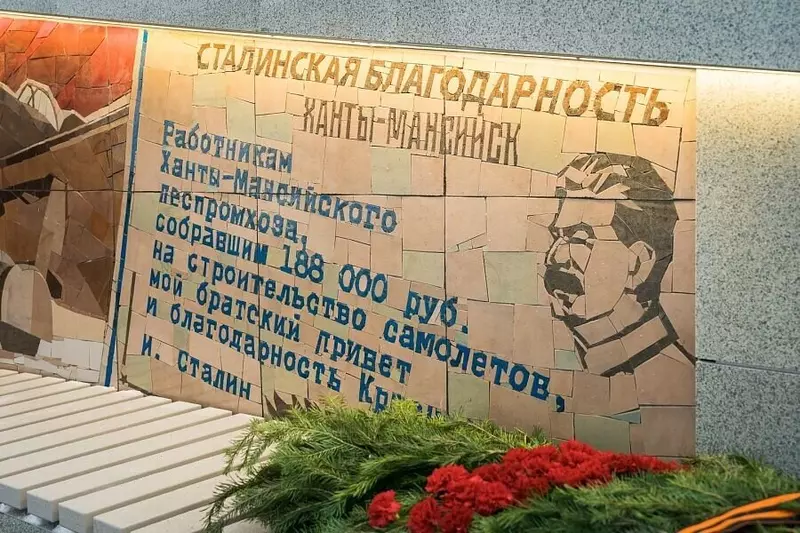 СТАЛИНСКАЯ БЛАГОДАРНОСТЬ
ХАНТЫ-МАНСИЙСК
Работникам
Ханты-Мансийского
леспромхоза,
собравшим 188 000 руб.
на строительство самолетов,
мой братский привет
и благодарность
и. Сталин